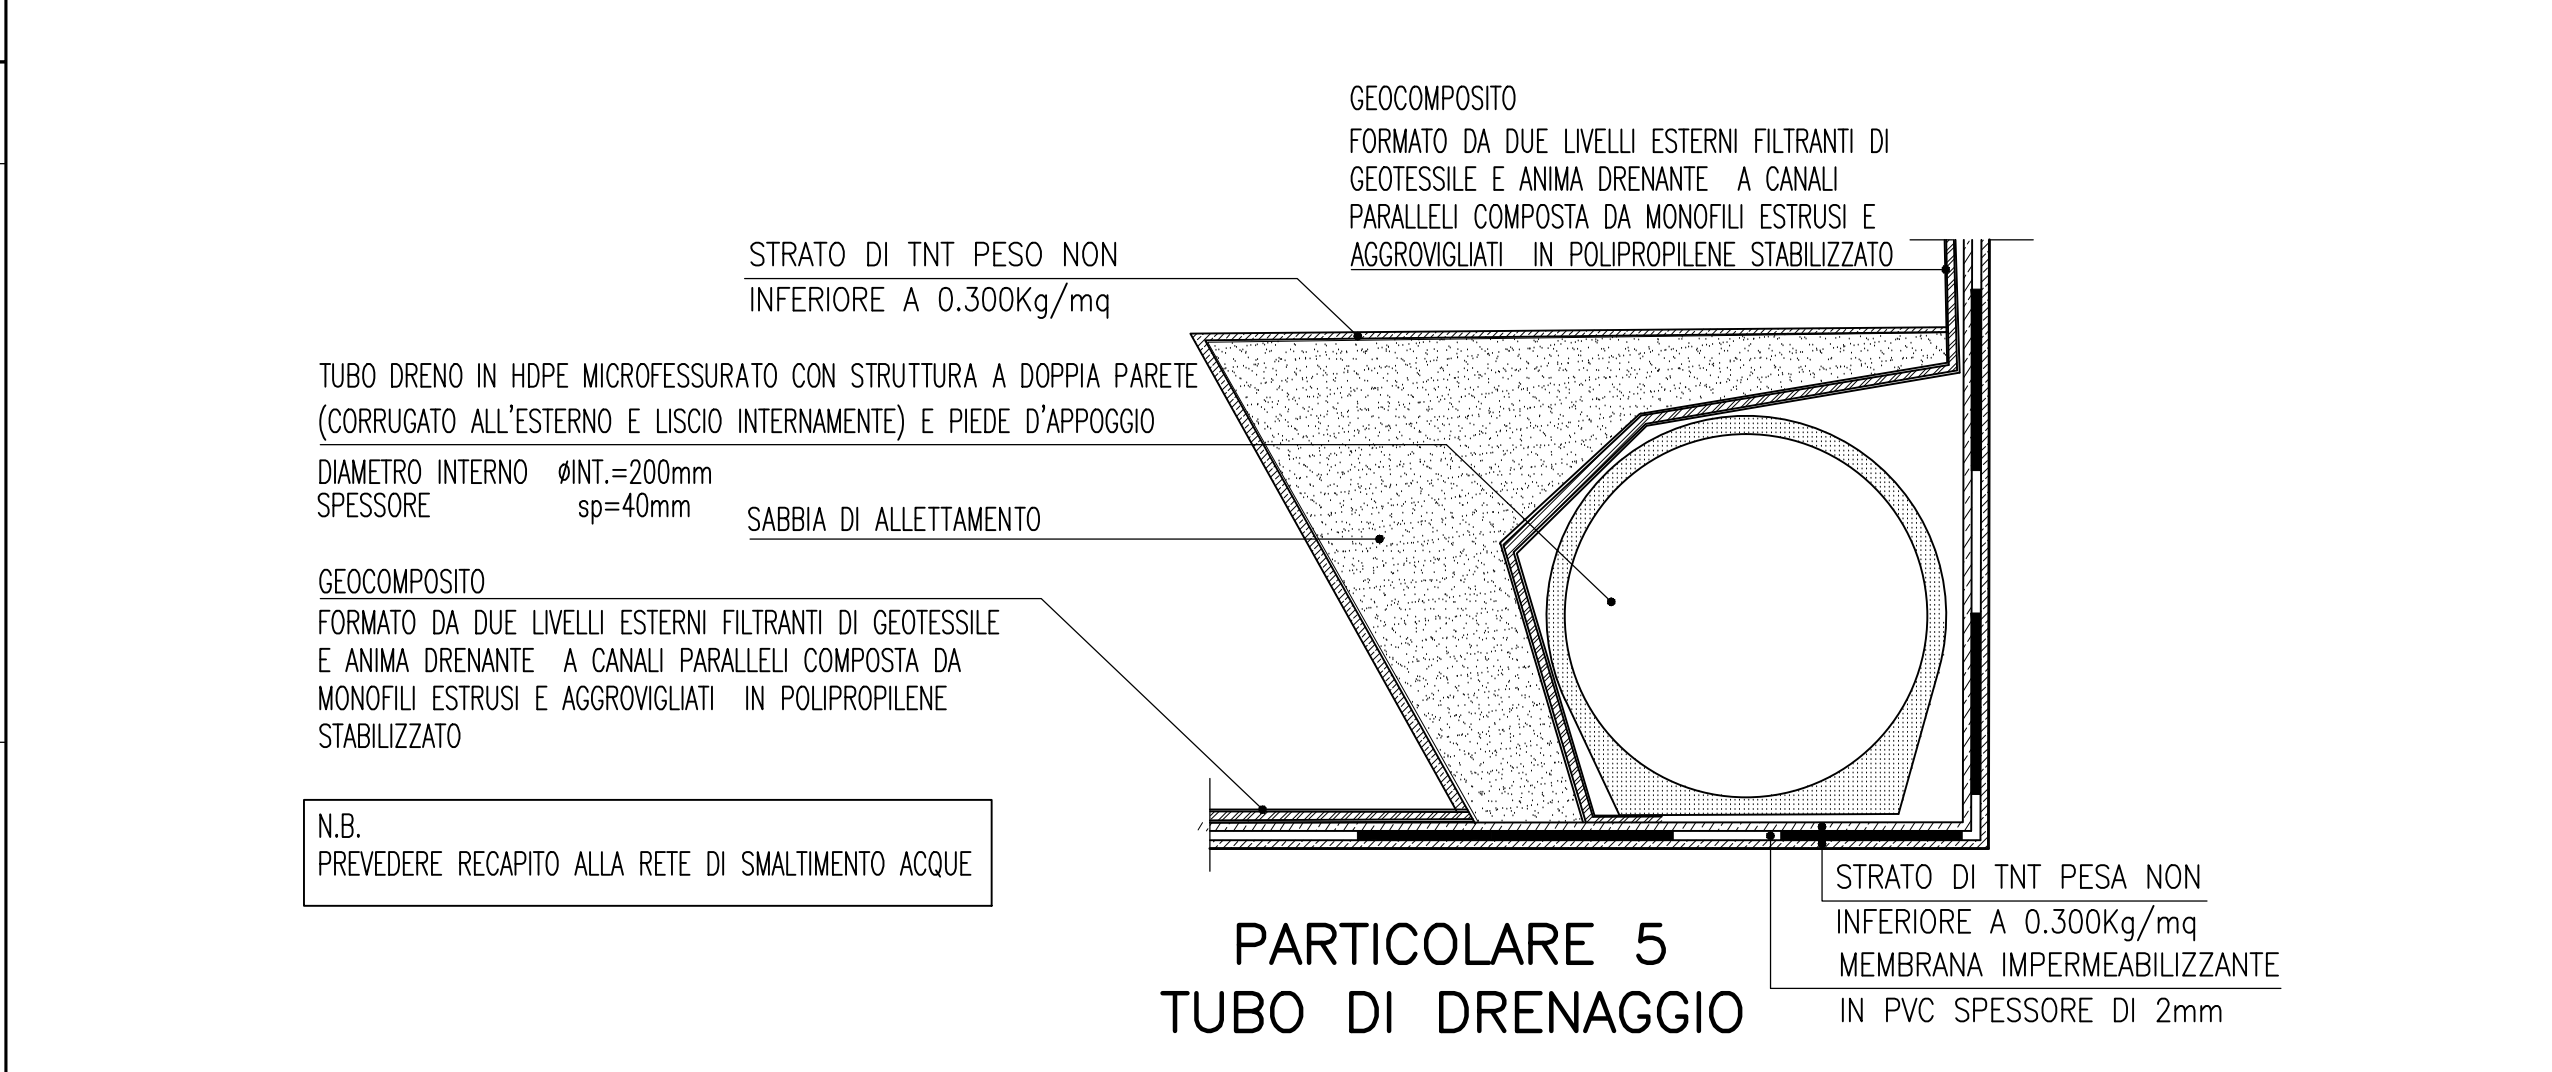 GEOCOMPOSITO
FORMATO DA DUE LIVELLI ESTERNI FILTRANTI DI
GEOTESSILE E ANIMA DRENANTE A CANALI
PARALLELI COMPOSTA DA MONOFILI ESTRUSI E
AGGROVIGLIATI IN POLIPROPILENE STABILIZZATO
STRATO DI TNT PESO NON
INFERIORE A 0.300Kg/mq
TUBO DRENO IN HDPE MICROFESSURATO CON STRUTTURA A DOPPIA PARETE
(CORRUGATO ALL'ESTERNO E LISCIO INTERNAMENTE) E PIEDE D'APPOGGIO
DIAMETRO INTERNO øINT.=200mm
SPESSORE sp=40mm
SABBIA DI ALLETTAMENTO
GEOCOMPOSITO
FORMATO DA DUE LIVELLI ESTERNI FILTRANTI DI GEOTESSILE
E ANIMA DRENANTE A CANALI PARALLELI COMPOSTA DA
MONOFILI ESTRUSI E AGGROVIGLIATI IN POLIPROPILENE
STABILIZZATO
N.B.
PREVEDERE RECAPITO ALLA RETE DI SMALTIMENTO ACQUE
STRATO DI TNT PESA NON
INFERIORE A 0.300Kg/mq
MEMBRANA IMPERMEABILIZZANTE
IN PVC SPESSORE DI 2mm
PARTICOLARE 5
TUBO DI DRENAGGIO